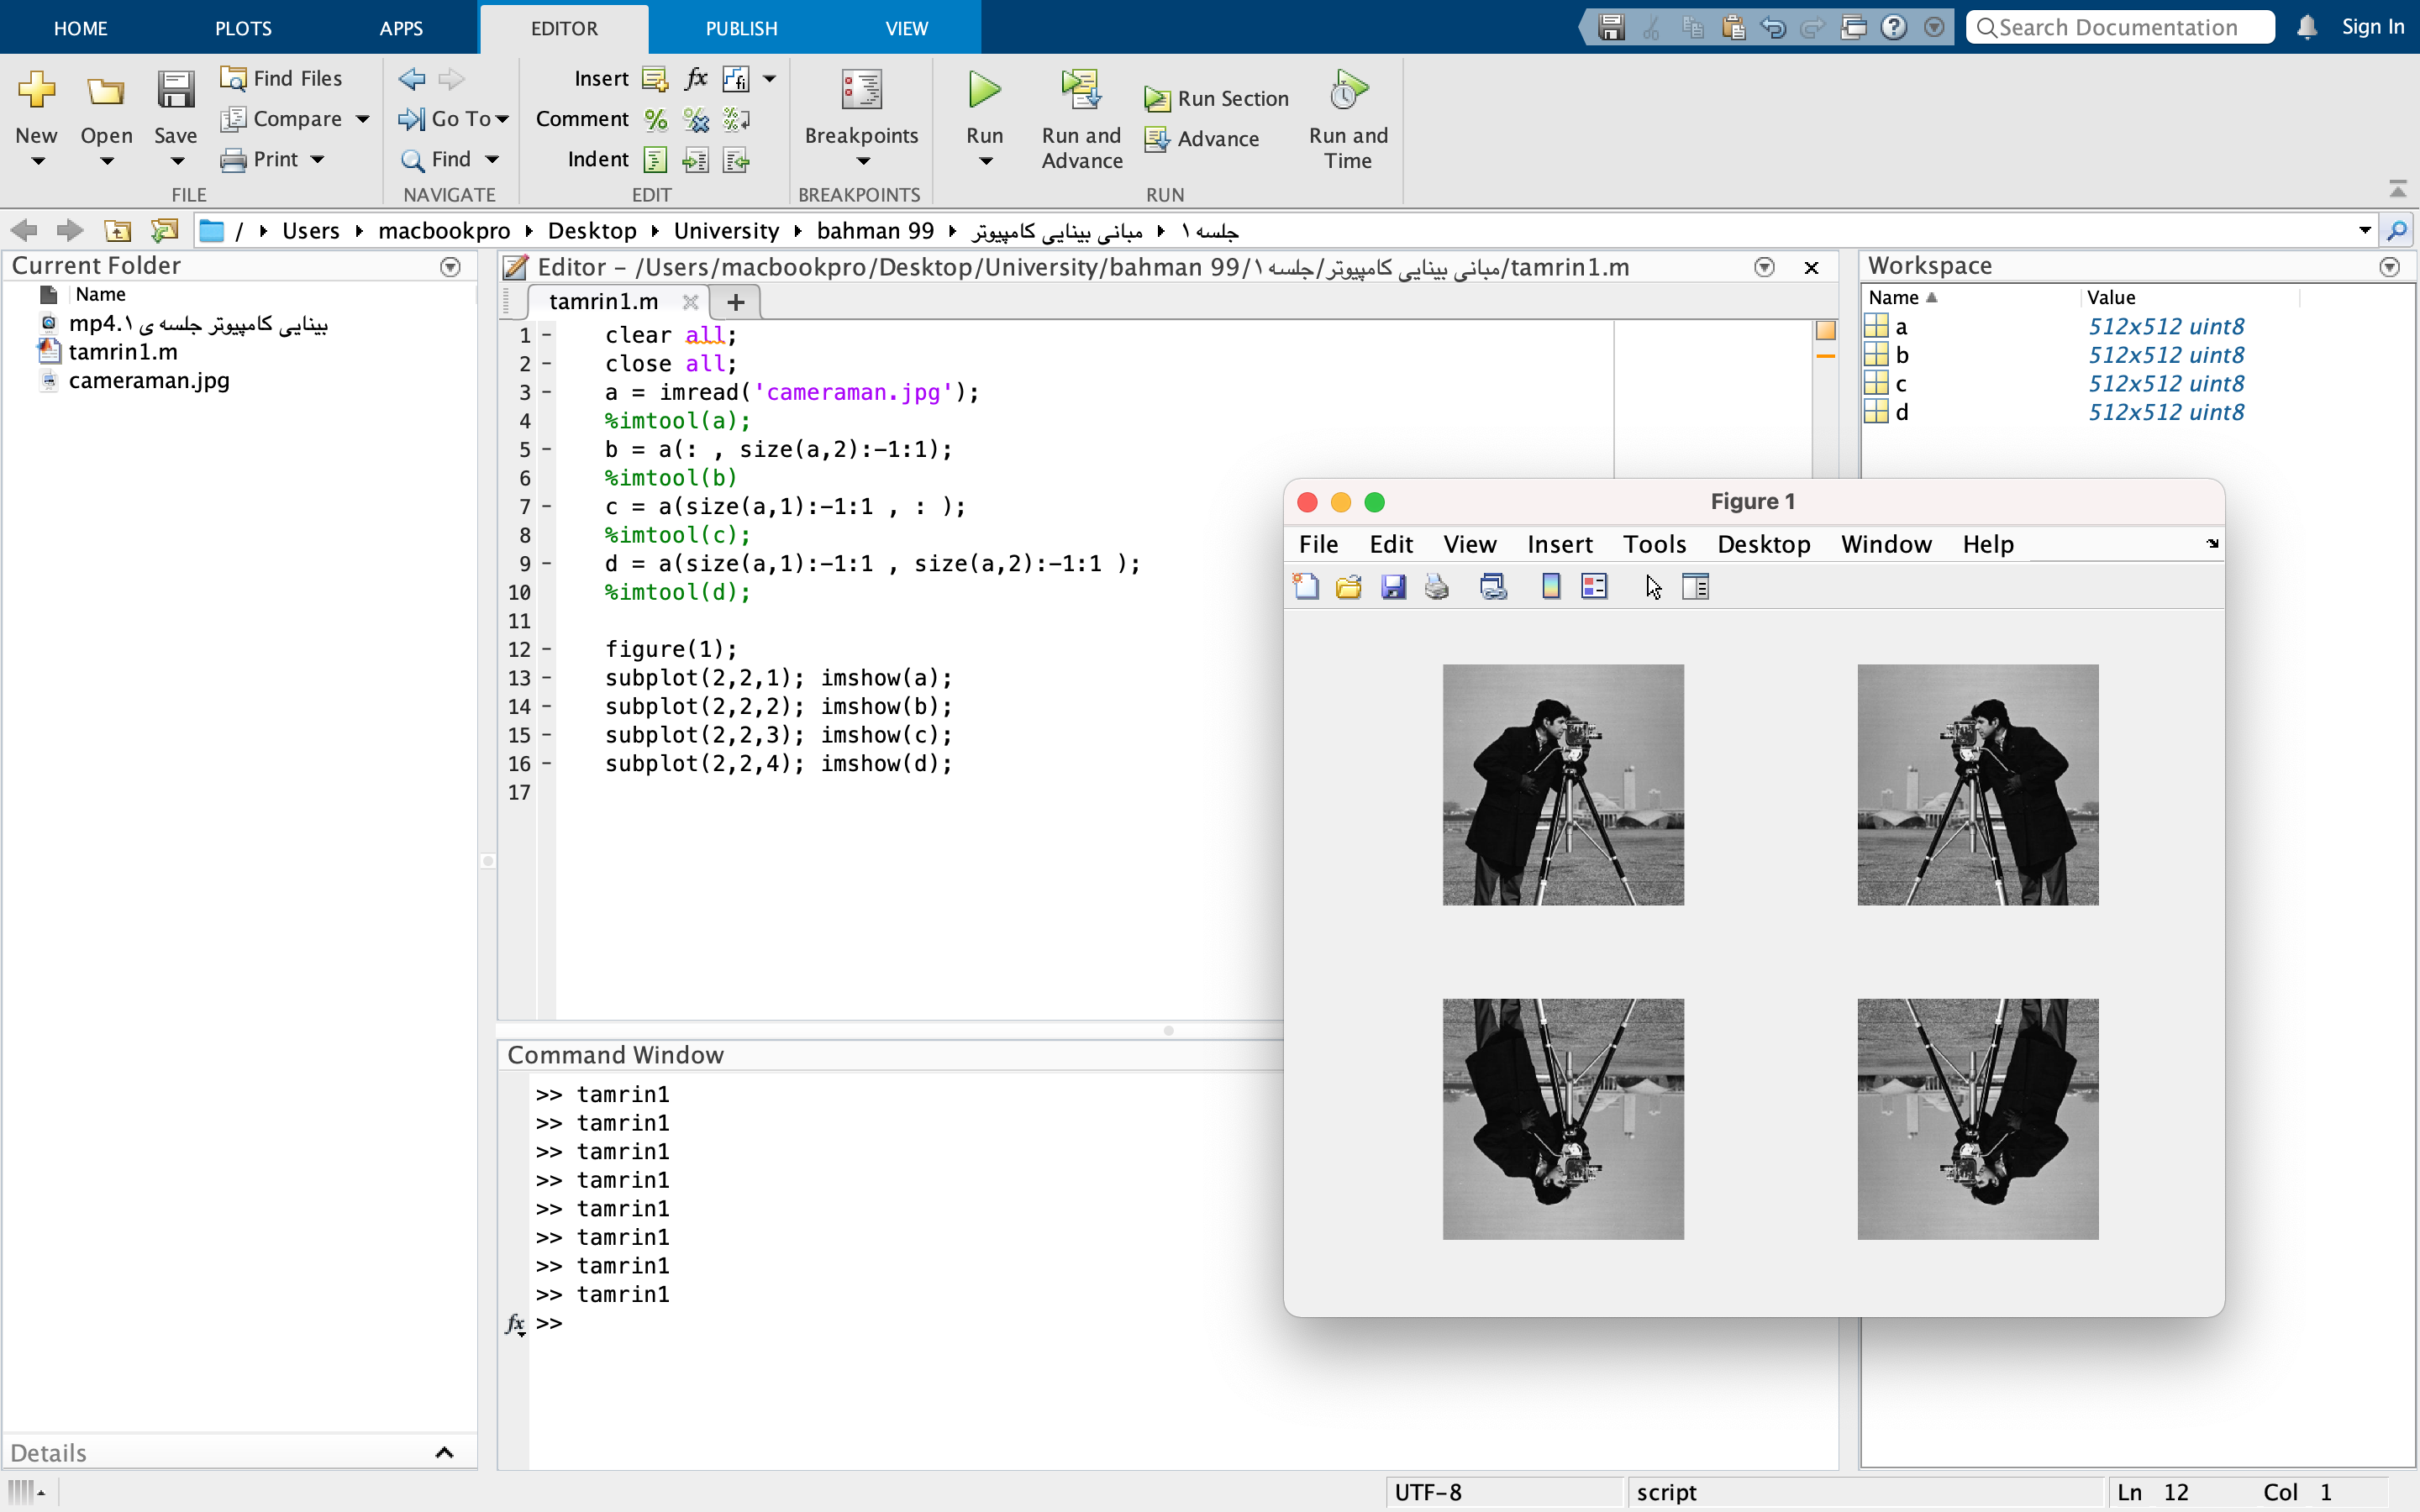 HOME PLOTS APPS EDITOR PUBLISH VIEW Search Documentation Sign In
New Open Save Find Files Compare Print
FILE
Go To Find
NAVIGATE
Insert fx
Comment
Indent
EDIT
Breakpoints
BREAKPOINTS
Run Run and Advance Run Section Advance Run and Time
RUN
/ Users macbookpro Desktop University bahman 99 مبانی بینایی کامپیوتر جلسه ۱
Current Folder
Name
بینایی کامپیوتر جلسه ی ۱.mp4
tamrin1.m
cameraman.jpg
Details
Editor - /Users/macbookpro/Desktop/University/bahman 99/مبانی بینایی کامپیوتر/جلسه ۱/tamrin1.m
tamrin1.m
1 clear all;
2 close all;
3 a = imread('cameraman.jpg');
4 %imtool(a);
5 b = a(: , size(a,2):-1:1);
6 %imtool(b)
7 c = a(size(a,1):-1:1 , : );
8 %imtool(c);
9 d = a(size(a,1):-1:1 , size(a,2):-1:1 );
10 %imtool(d);
11
12 figure(1);
13 subplot(2,2,1); imshow(a);
14 subplot(2,2,2); imshow(b);
15 subplot(2,2,3); imshow(c);
16 subplot(2,2,4); imshow(d);
17
Command Window
>> tamrin1
>> tamrin1
>> tamrin1
>> tamrin1
>> tamrin1
>> tamrin1
>> tamrin1
>> tamrin1
fx >>
Workspace
Name Value
a 512x512 uint8
b 512x512 uint8
c 512x512 uint8
d 512x512 uint8
Figure 1
File Edit View Insert Tools Desktop Window Help
UTF-8 script Ln 12 Col 1